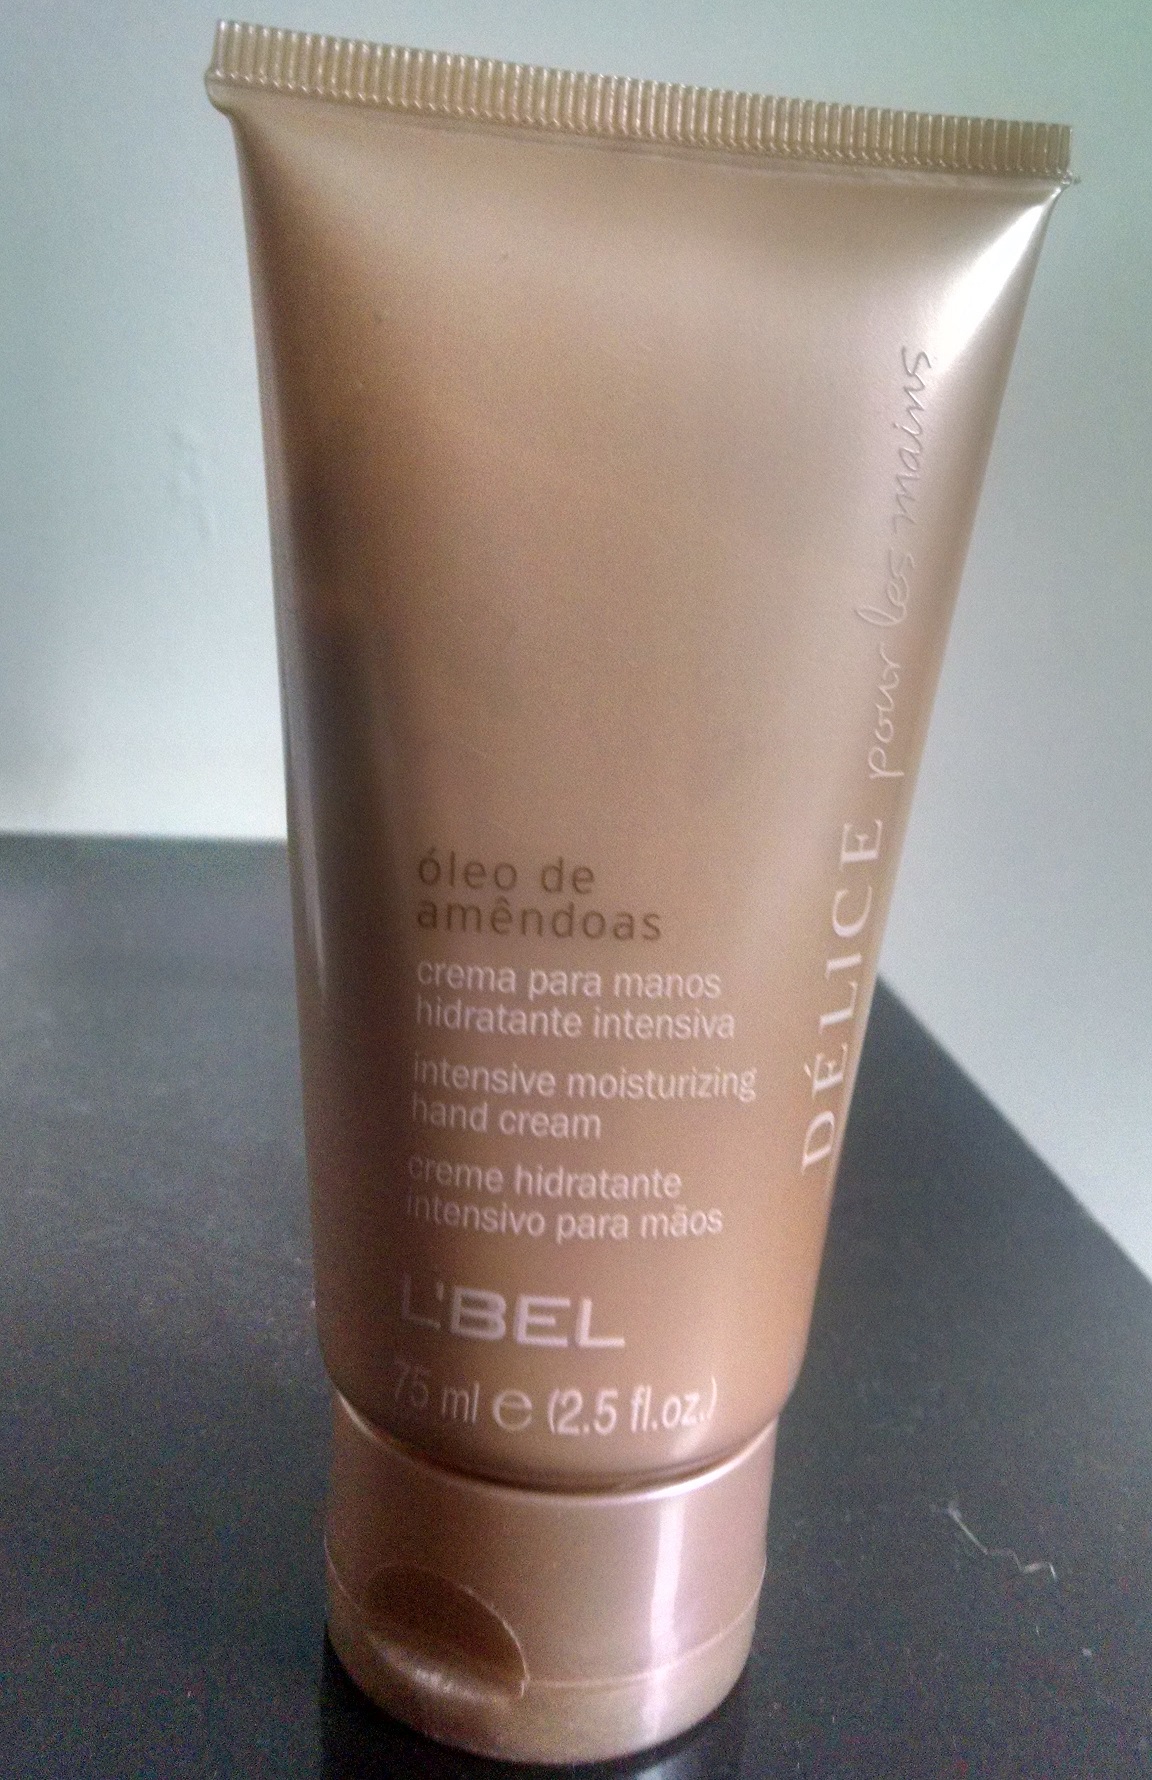 óleo de
amêndoas
crema para manos
hidratante intensiva
intensive moisturizing
hand cream
creme hidratante
intensivo para mãos
L'BEL
75 ml ℮ (2.5 fl.oz.)
DÉLICE pour les mains